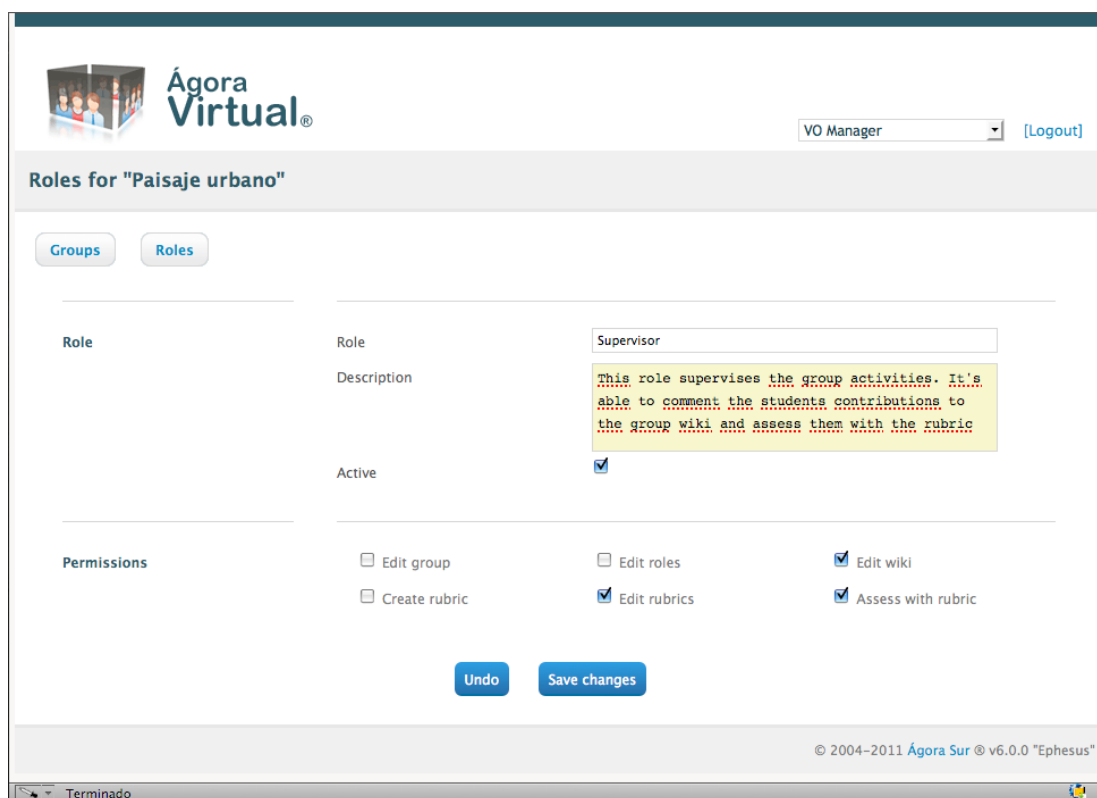 Ágora
Virtual®
VO Manager [Logout]
Roles for "Paisaje urbano"
Groups Roles
Role Role Supervisor
Description This role supervises the group activities. It's
able to comment the students contributions to
the group wiki and assess them with the rubric
Active
Permissions Edit group Edit roles Edit wiki
Create rubric Edit rubrics Assess with rubric
Undo Save changes
© 2004-2011 Ágora Sur ® v6.0.0 "Ephesus"
Terminado